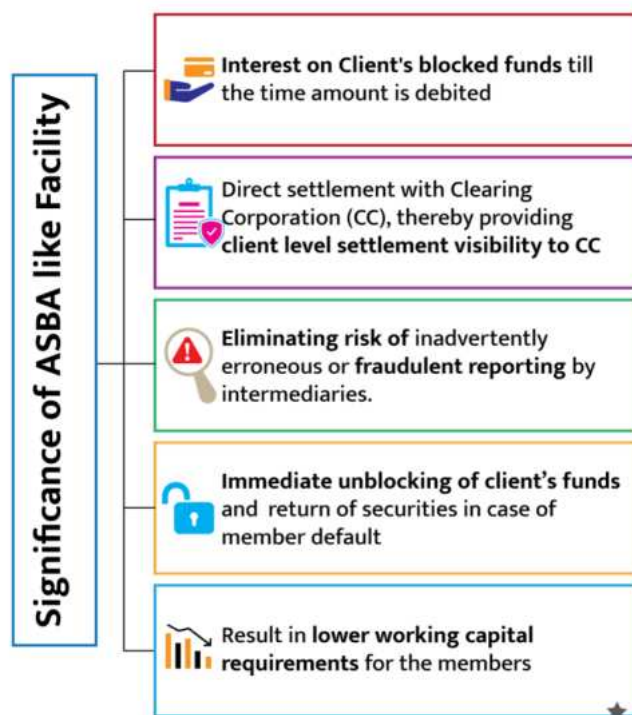 Significance of ASBA like Facility
Interest on Client's blocked funds till
the time amount is debited
Direct settlement with Clearing
Corporation (CC), thereby providing
client level settlement visibility to CC
Eliminating risk of inadvertently
erroneous or fraudulent reporting by
intermediaries.
Immediate unblocking of client’s funds
and return of securities in case of
member default
Result in lower working capital
requirements for the members